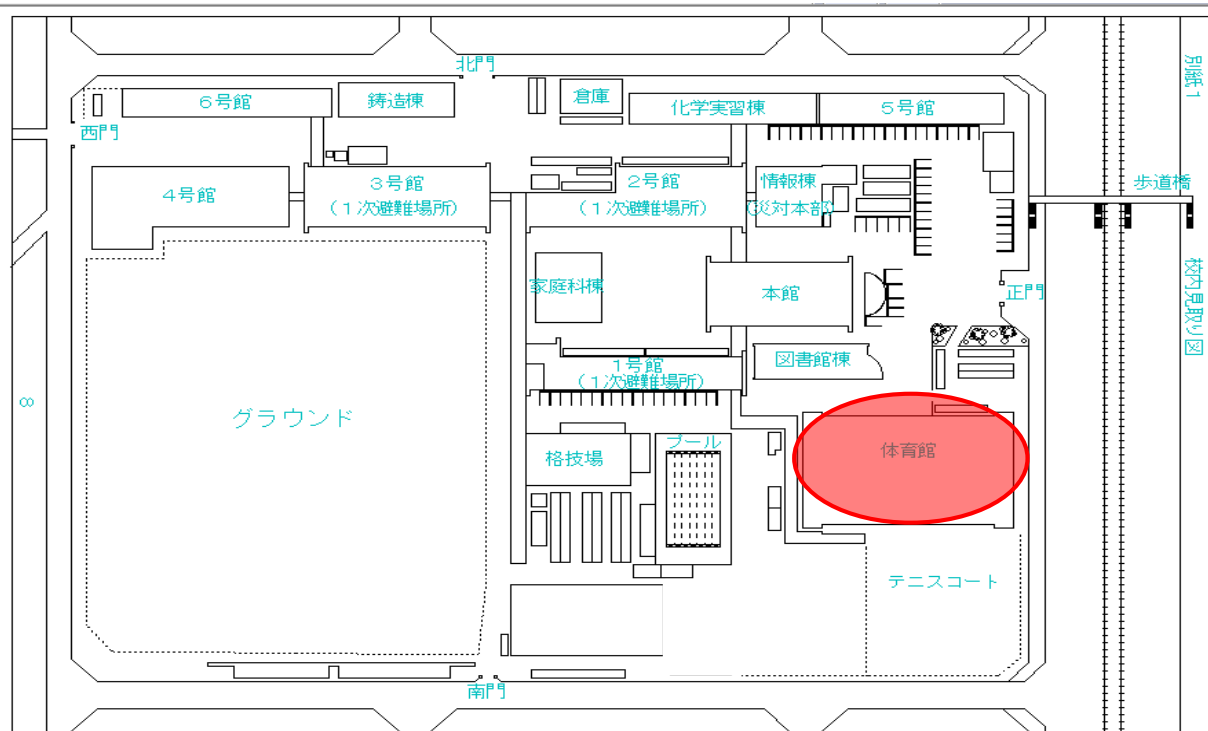 北門
別紙1
6号館
鋳造棟
倉庫
化学実習棟
5号館
西門
4号館
3号館
(1次避難場所)
2号館
(1次避難場所)
情報棟
(災対本部)
歩道橋
家庭科棟
本館
正門
校内見取り図
1号館
(1次避難場所)
図書館棟
8
グラウンド
格技場
プール
体育館
テニスコート
南門